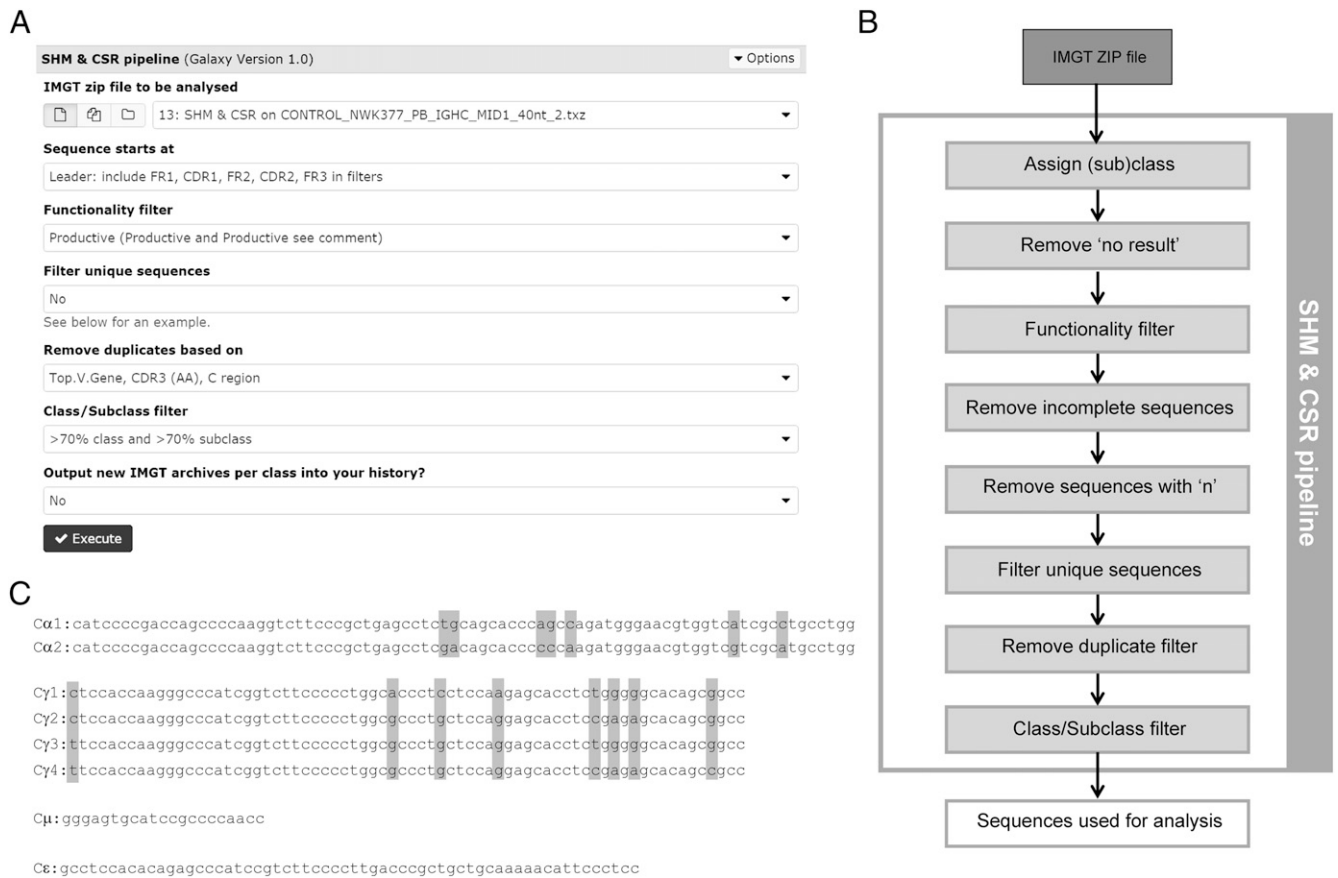 A
SHM & CSR pipeline (Galaxy Version 1.0)
Options
IMGT zip file to be analysed
13: SHM & CSR on CONTROL_NWK377_PB_IGHC_MID1_40nt_2.txz
Sequence starts at
Leader: include FR1, CDR1, FR2, CDR2, FR3 in filters
Functionality filter
Productive (Productive and Productive see comment)
Filter unique sequences
No
See below for an example.
Remove duplicates based on
Top.V.Gene, CDR3 (AA), C region
Class/Subclass filter
>70% class and >70% subclass
Output new IMGT archives per class into your history?
No
Execute
B
IMGT ZIP file
Assign (sub)class
Remove 'no result'
Functionality filter
Remove incomplete sequences
Remove sequences with 'n'
Filter unique sequences
Remove duplicate filter
Class/Subclass filter
Sequences used for analysis
SHM & CSR pipeline
C
Cα1:catccccgaccagccccaaggtcttcccgctgagcctctgcagcacccagccagatgggaacgtggtcatcgcctgcctgg
Cα2:catccccgaccagccccaaggtcttcccgctgagcctcgacagcacccccaagatgggaacgtggtcgtcgcatgcctgg
Cγ1:ctccaccaagggcccatcggtcttccccctggcaccctcctccaagagcacctctgggggcacagcggcc
Cγ2:ctccaccaagggcccatcggtcttccccctggcgccctgctccaggagcacctccgagagcacagcggcc
Cγ3:ttccaccaagggcccatcggtcttccccctggcgccctgctccaggagcacctctgggggcacagcggcc
Cγ4:ttccaccaagggcccatcggtcttccccctggcgccctgctccaggagcacctccgagagcacagccgcc
Cμ:gggagtgcatccgccccaacc
Cε:gcctccacacagagcccatccgtcttccccttgacccgctgctgcaaaaacattccctcc